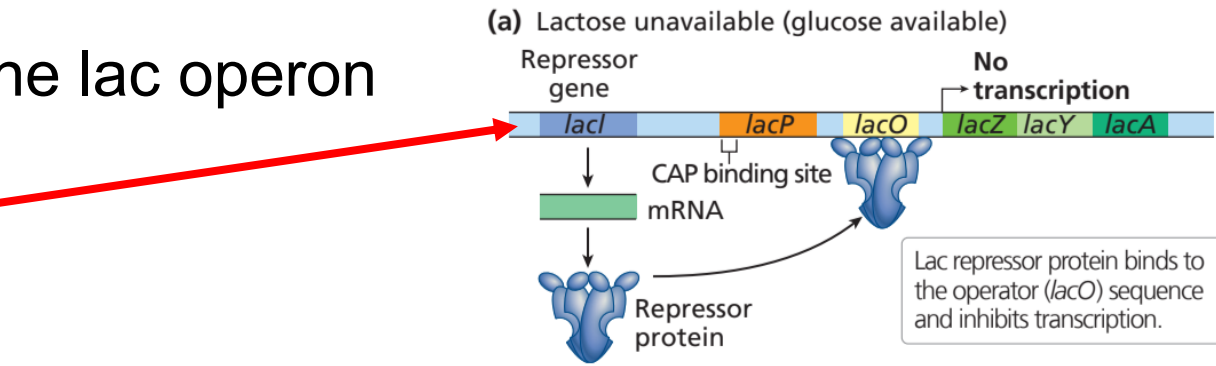 (a) Lactose unavailable (glucose available)
ne lac operon
Repressor
gene
No
transcription
lacI
lacP
lacO
lacZ
lacY
lacA
CAP binding site
mRNA
Repressor
protein
Lac repressor protein binds to
the operator (lacO) sequence
and inhibits transcription.